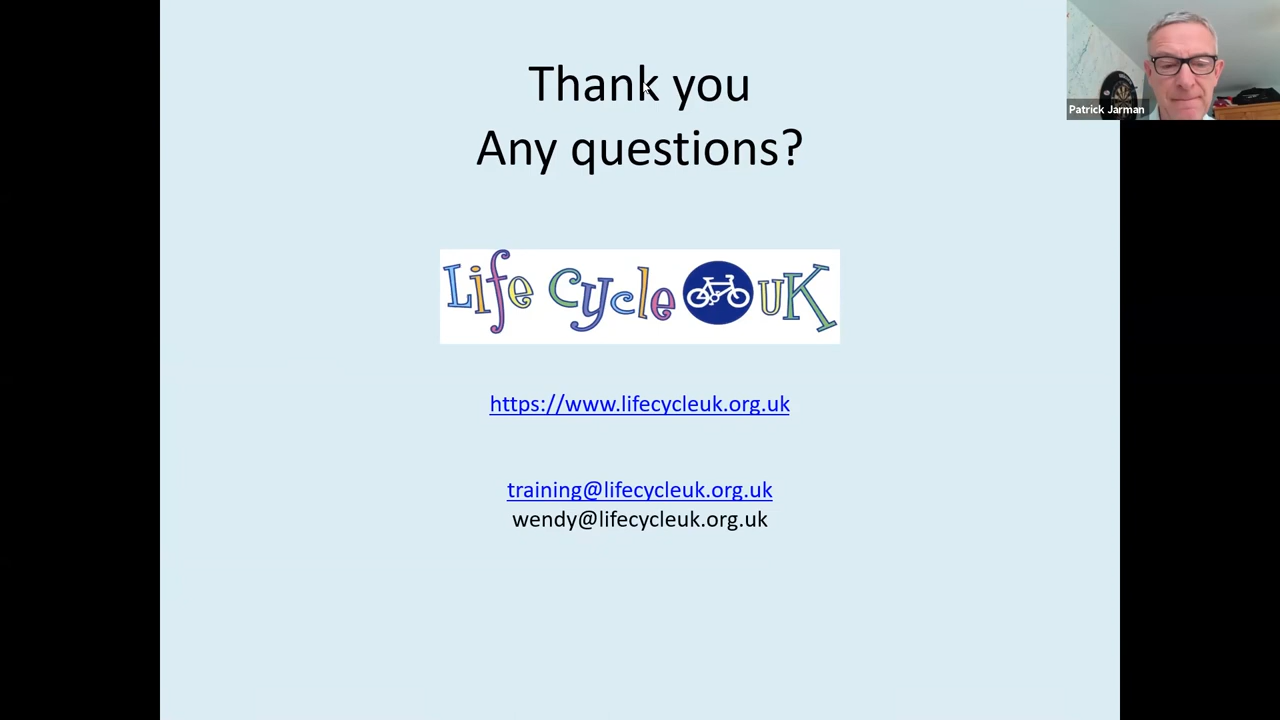 Thank you
Any questions?
Life Cycle UK
https://www.lifecycleuk.org.uk
training@lifecycleuk.org.uk
wendy@lifecycleuk.org.uk
Patrick Jarman